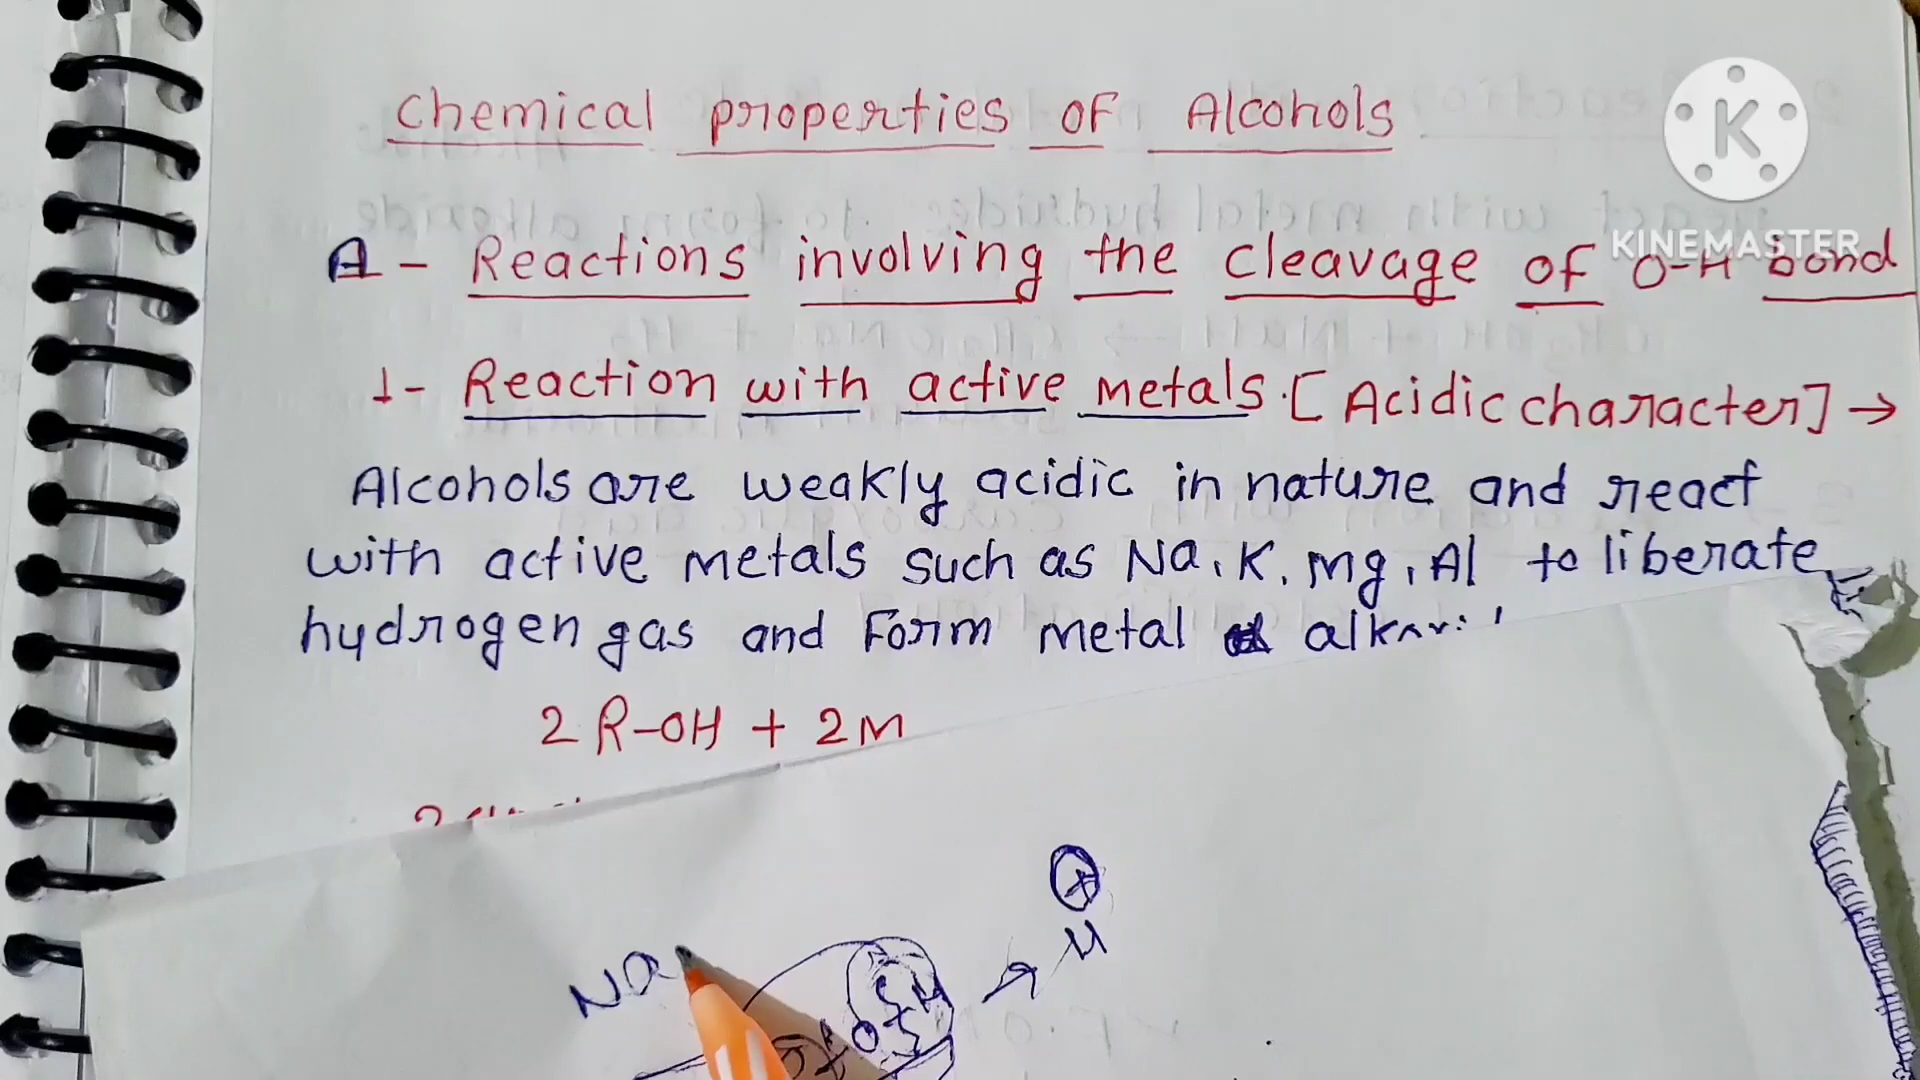 Chemical properties of Alcohols
K
KINEMASTER
A - Reactions involving the cleavage of O-H bond
1- Reaction with active metals. [Acidic character] →
Alcohols are weakly acidic in nature and react
with active metals such as Na, K, Mg, Al to liberate
hydrogen gas and Form metal
2 R-OH + 2M
+
H
Na
O
H